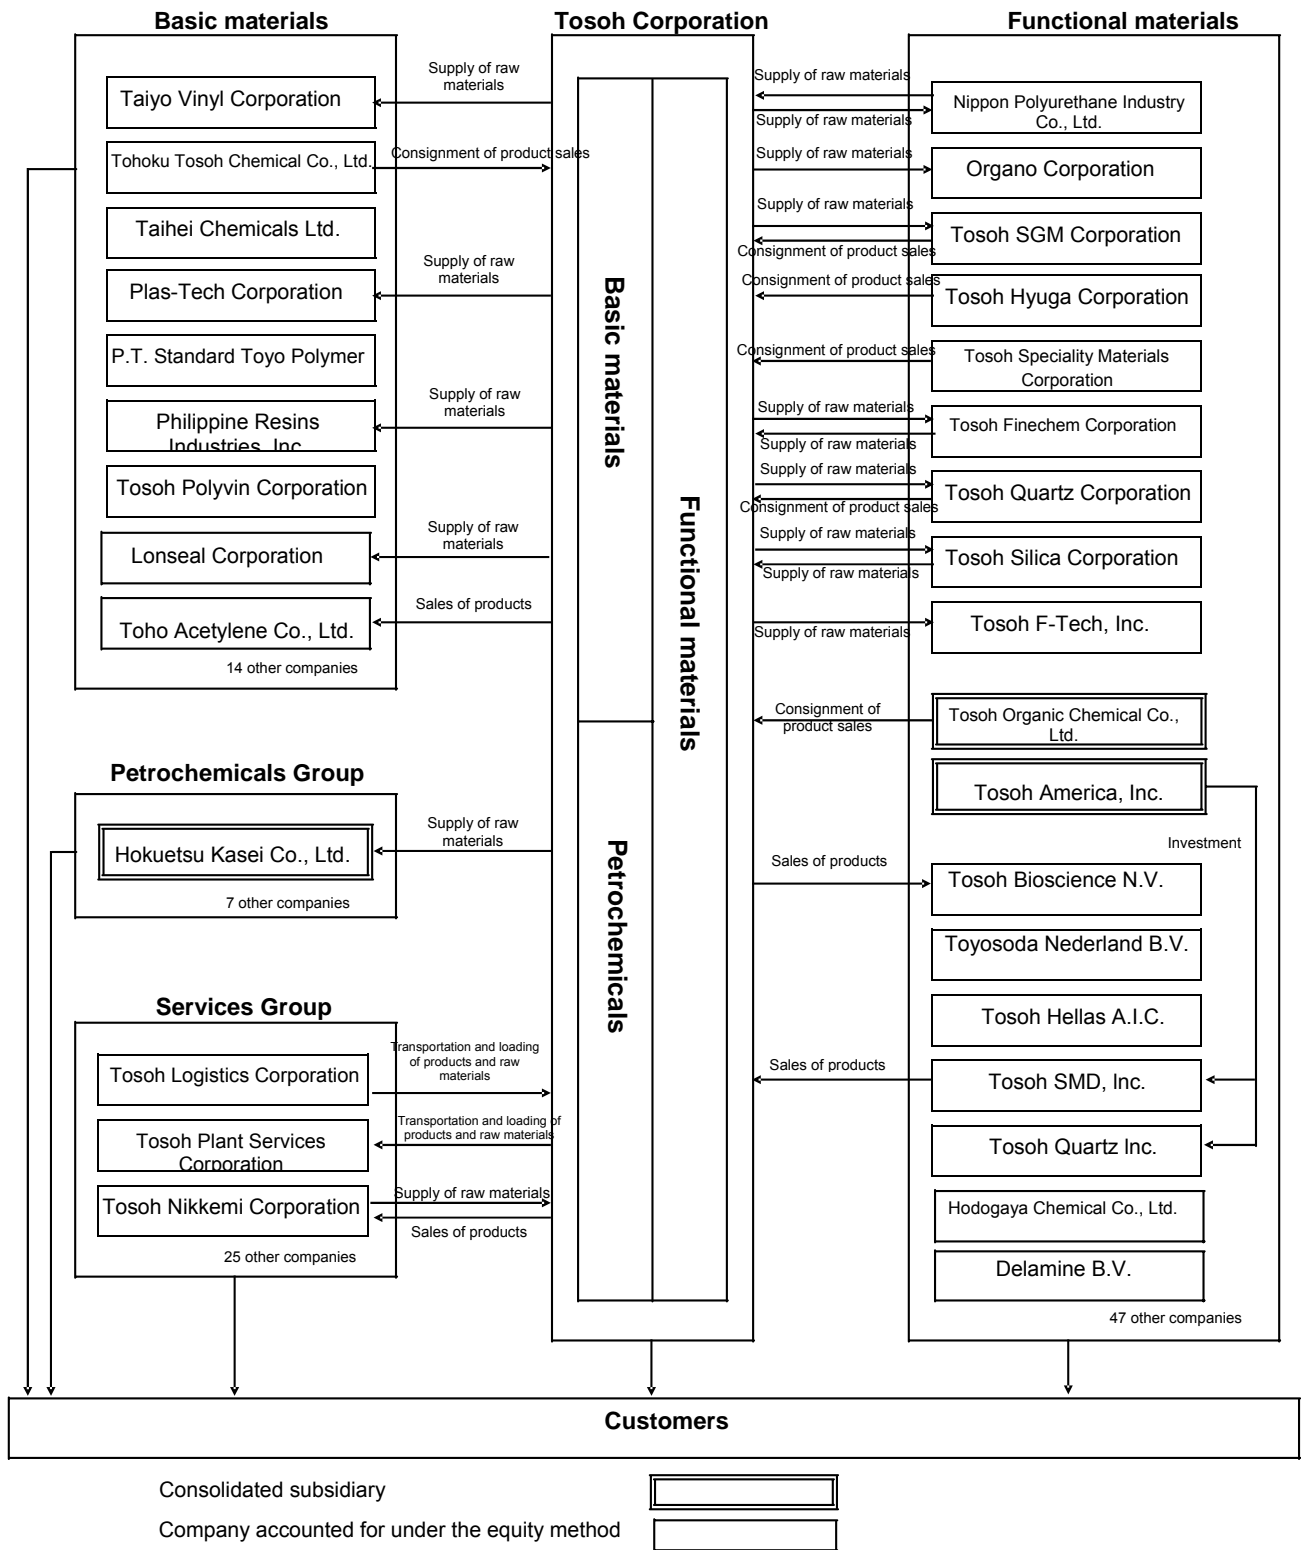 Basic materials
Tosoh Corporation
Functional materials
Taiyo Vinyl Corporation
Tohoku Tosoh Chemical Co., Ltd.
Taihei Chemicals Ltd.
Plas-Tech Corporation
P.T. Standard Toyo Polymer
Philippine Resins
Industries, Inc
Tosoh Polyvin Corporation
Lonseal Corporation
Toho Acetylene Co., Ltd.
14 other companies
Supply of raw
materials
Consignment of product sales
Supply of raw
materials
Supply of raw
materials
Supply of raw
materials
Sales of products
Petrochemicals Group
Hokuetsu Kasei Co., Ltd.
7 other companies
Supply of raw
materials
Services Group
Tosoh Logistics Corporation
Tosoh Plant Services
Corporation
Tosoh Nikkemi Corporation
25 other companies
Transportation and loading
of products and raw
materials
Transportation and loading of
products and raw materials
Supply of raw materials
Sales of products
Basic materials
Petrochemicals
Functional materials
Supply of raw materials
Supply of raw materials
Supply of raw materials
Supply of raw materials
Consignment of product sales
Consignment of product sales
Consignment of product sales
Supply of raw materials
Supply of raw materials
Supply of raw materials
Consignment of product sales
Supply of raw materials
Supply of raw materials
Supply of raw materials
Consignment of
product sales
Sales of products
Sales of products
Nippon Polyurethane Industry
Co., Ltd.
Organo Corporation
Tosoh SGM Corporation
Tosoh Hyuga Corporation
Tosoh Speciality Materials
Corporation
Tosoh Finechem Corporation
Tosoh Quartz Corporation
Tosoh Silica Corporation
Tosoh F-Tech, Inc.
Tosoh Organic Chemical Co.,
Ltd.
Tosoh America, Inc.
Investment
Tosoh Bioscience N.V.
Toyosoda Nederland B.V.
Tosoh Hellas A.I.C.
Tosoh SMD, Inc.
Tosoh Quartz Inc.
Hodogaya Chemical Co., Ltd.
Delamine B.V.
47 other companies
Customers
Consolidated subsidiary
Company accounted for under the equity method